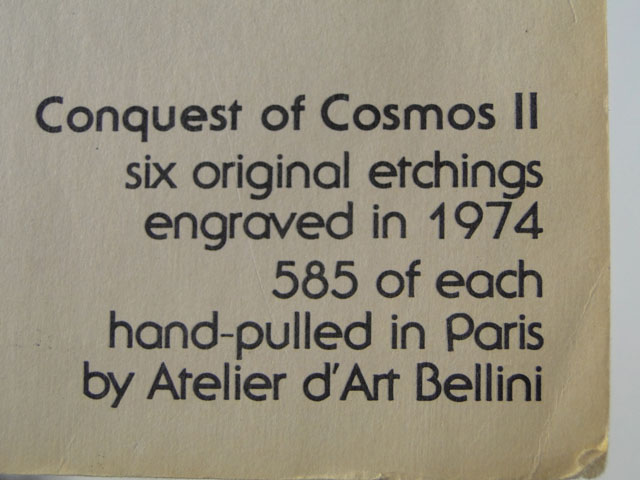 Conquest of Cosmos II
six original etchings
engraved in 1974
585 of each
hand-pulled in Paris
by Atelier d'Art Bellini